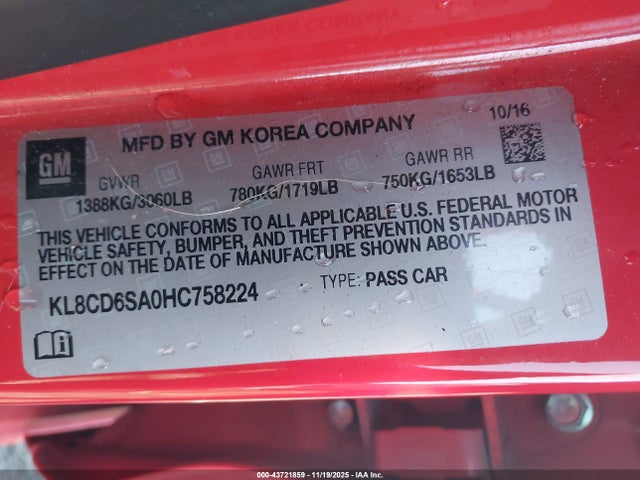 MFD BY GM KOREA COMPANY
10/16
GM
GVWR
GAWR FRT
GAWR RR
1388KG/3060LB
780KG/1719LB
750KG/1653LB
THIS VEHICLE CONFORMS TO ALL APPLICABLE U.S. FEDERAL MOTOR
VEHICLE SAFETY, BUMPER, AND THEFT PREVENTION STANDARDS IN
EFFECT ON THE DATE OF MANUFACTURE SHOWN ABOVE.
KL8CD6SA0HC758224
TYPE: PASS CAR
000-43721859 - 11/19/2025 - IAA Inc.